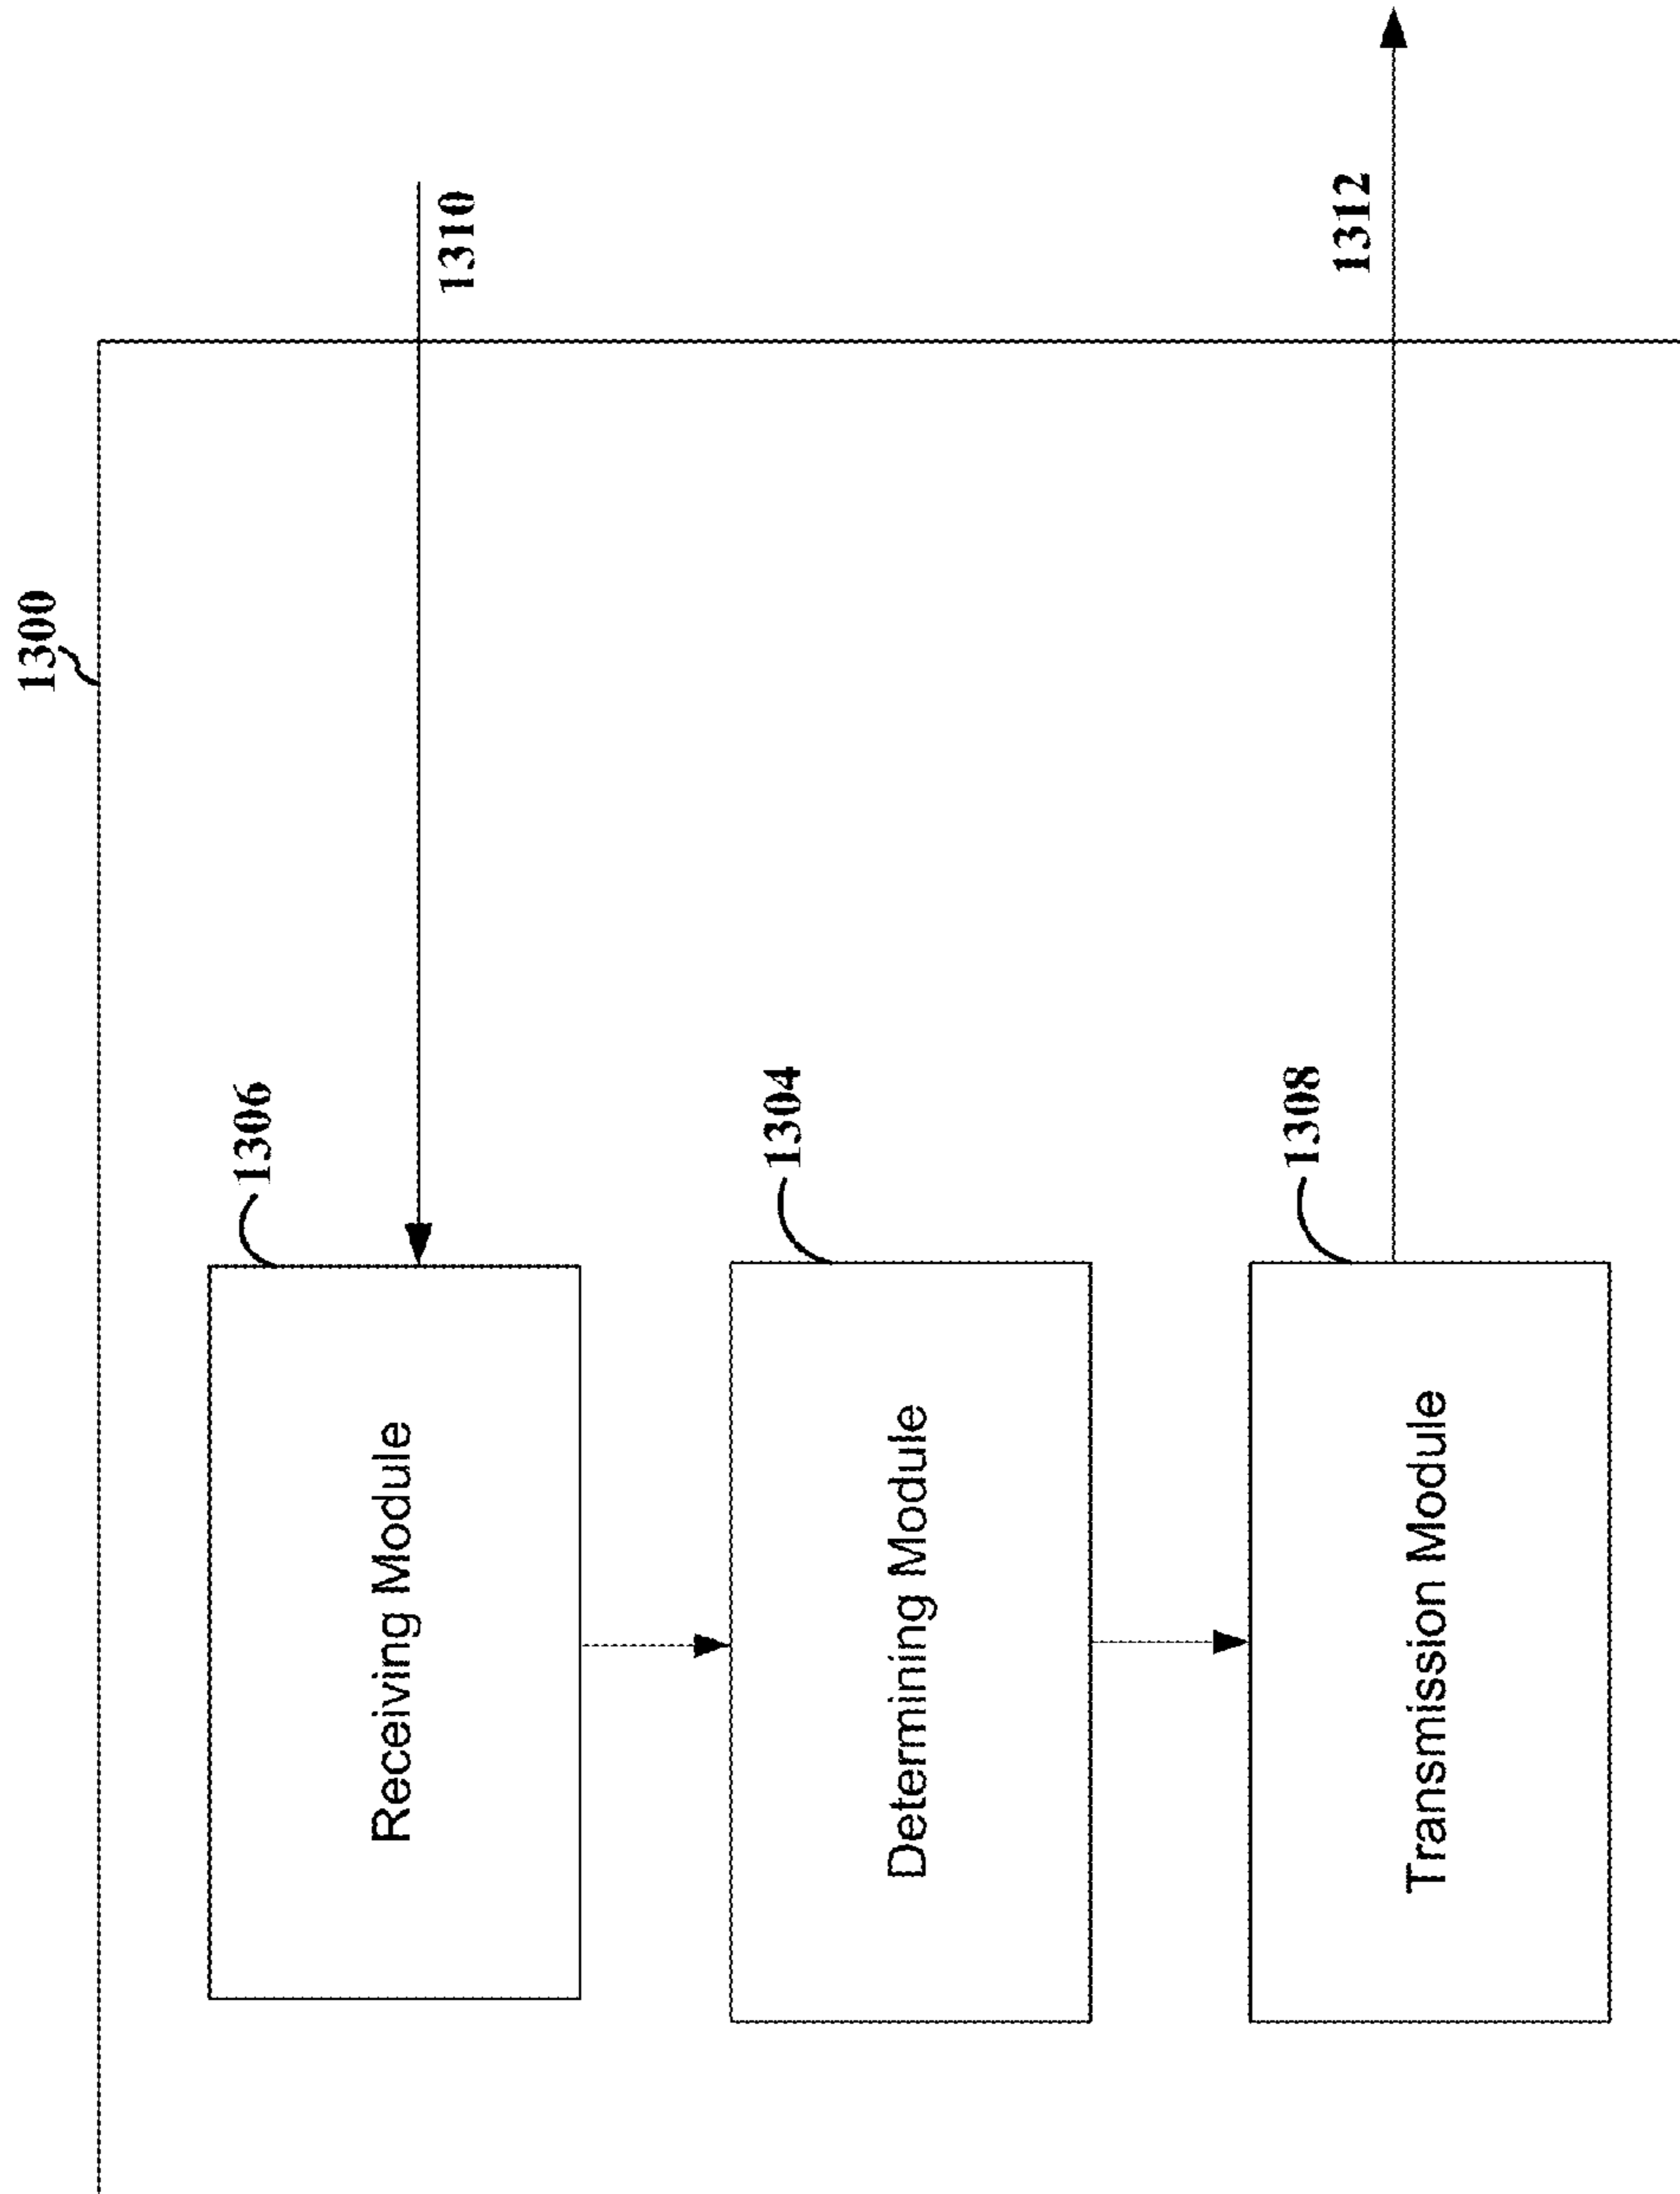 1300
1310
1306
Receiving Module
1304
Determining Module
1308
Transmission Module
1312